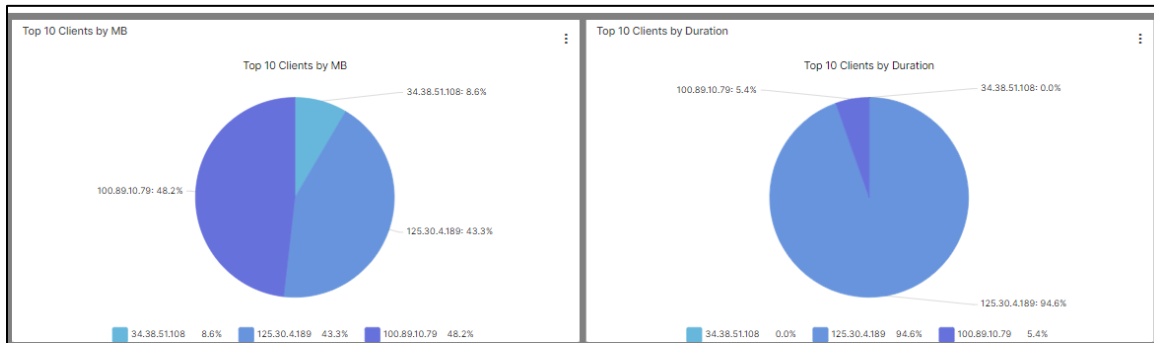 Top 10 Clients by MB
Top 10 Clients by MB
34.38.51.108: 8.6%
100.89.10.79: 48.2%
125.30.4.189: 43.3%
34.38.51.108 8.6% 125.30.4.189 43.3% 100.89.10.79 48.2%
Top 10 Clients by Duration
Top 10 Clients by Duration
100.89.10.79: 5.4%
34.38.51.108: 0.0%
125.30.4.189: 94.6%
34.38.51.108 0.0% 125.30.4.189 94.6% 100.89.10.79 5.4%